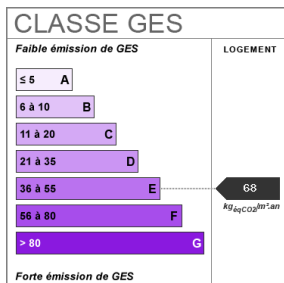 CLASSE GES
Faible émission de GES
LOGEMENT
≤ 5 A
6 à 10 B
11 à 20 C
21 à 35 D
36 à 55 E
68
kgéqCO2/m².an
56 à 80 F
> 80 G
Forte émission de GES